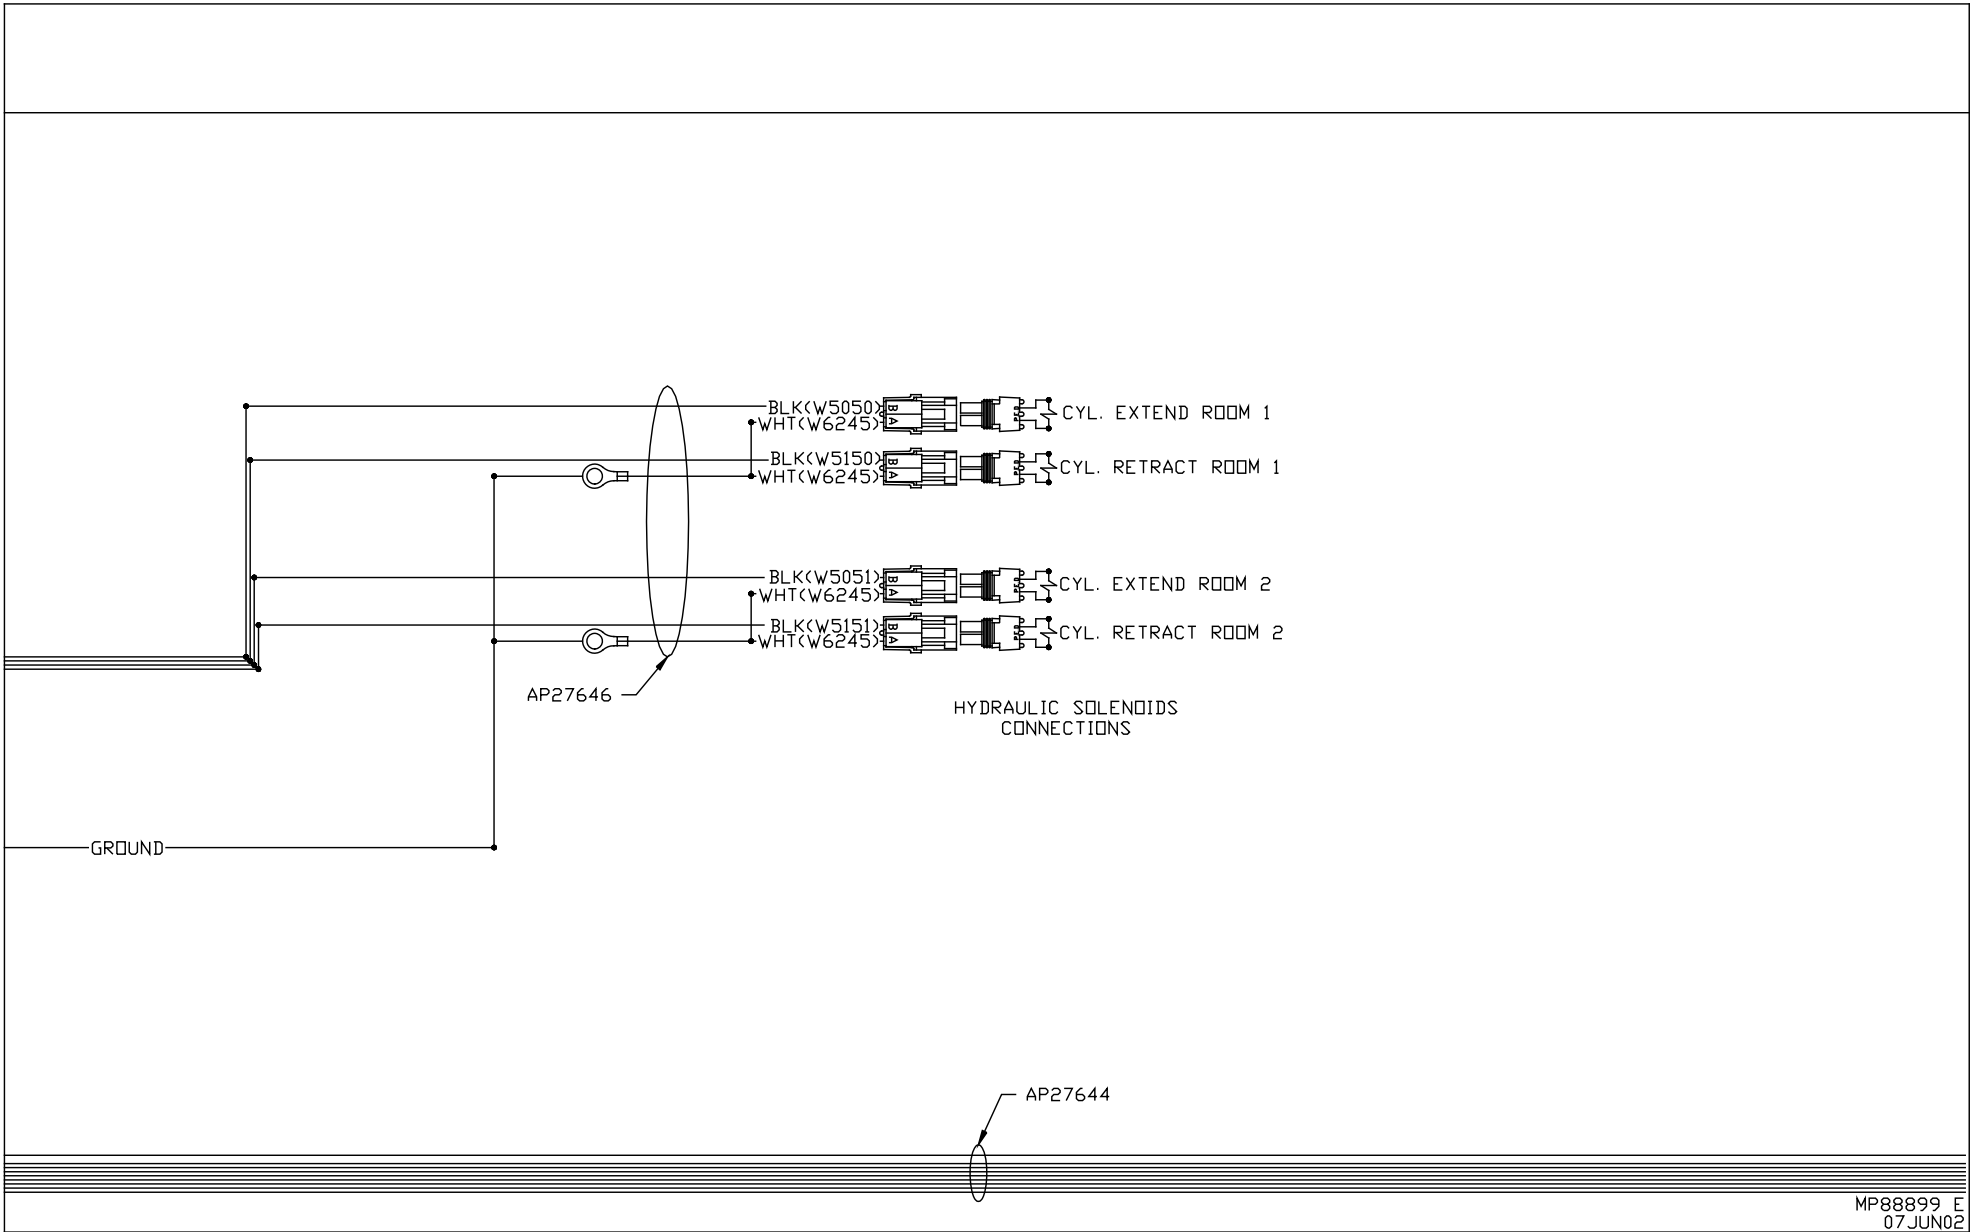 BLK(W5050)
B
WHT(W6245)
A
CYL. EXTEND ROOM 1
BLK(W5150)
B
WHT(W6245)
A
CYL. RETRACT ROOM 1
BLK(W5051)
B
WHT(W6245)
A
CYL. EXTEND ROOM 2
BLK(W5151)
B
WHT(W6245)
A
CYL. RETRACT ROOM 2
AP27646
HYDRAULIC SOLENOIDS
CONNECTIONS
GROUND
AP27644
MP88899 E
07JUN02